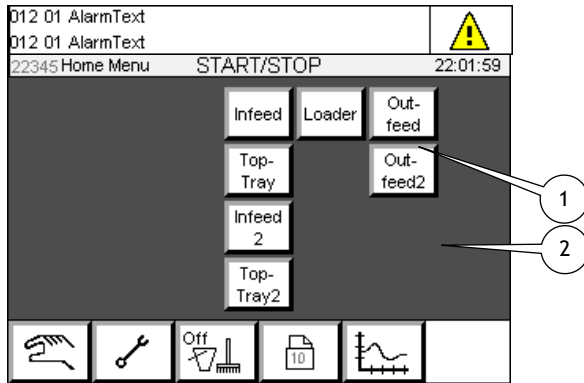 012 01 AlarmText
012 01 AlarmText
22345 Home Menu START/STOP 22:01:59
Infeed Loader Out-
feed
Top-
Tray
Out-
feed2
Infeed
2
Top-
Tray2
1
2
Off
10